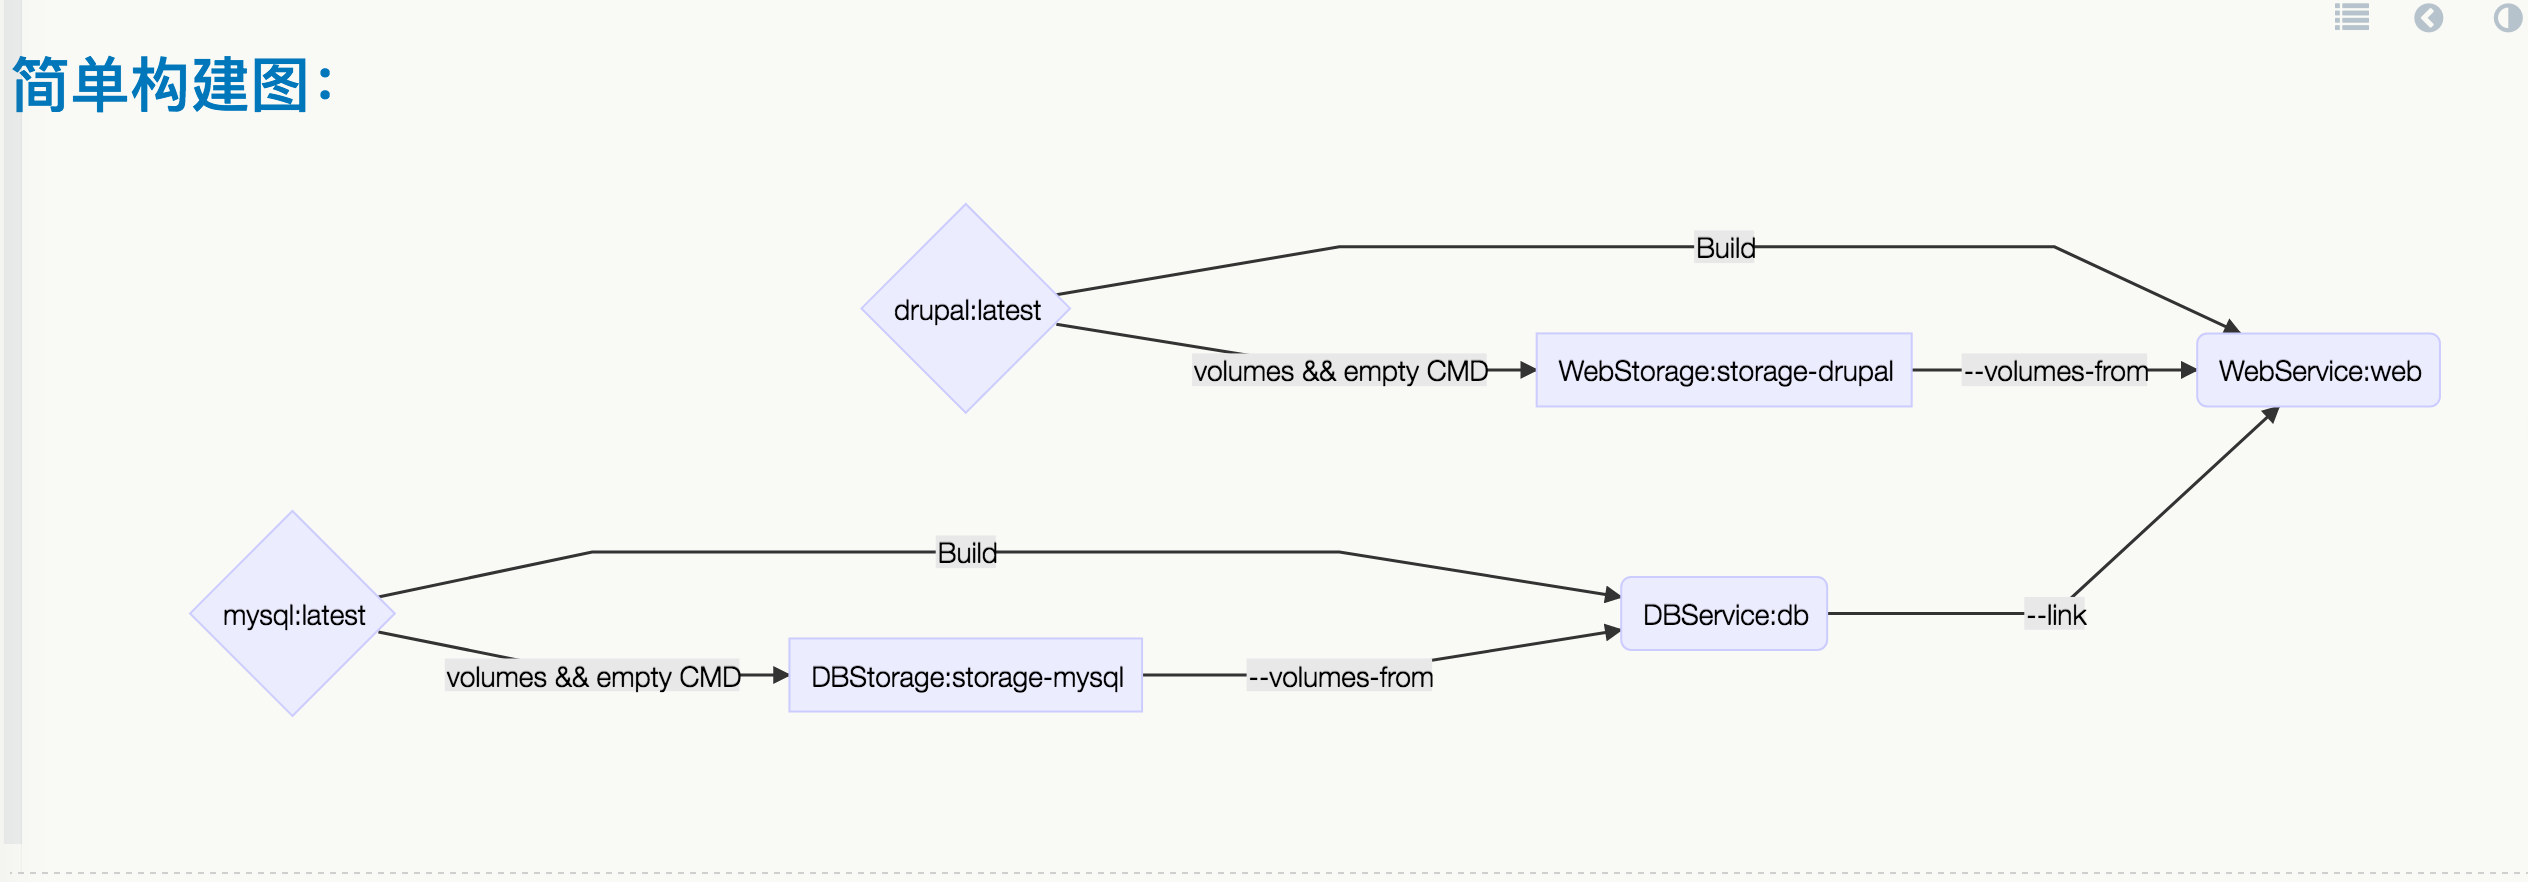 简单构建图：
Build
drupal:latest
volumes && empty CMD
WebStorage:storage-drupal
--volumes-from
WebService:web
Build
mysql:latest
DBService:db
--link
volumes && empty CMD
DBStorage:storage-mysql
--volumes-from